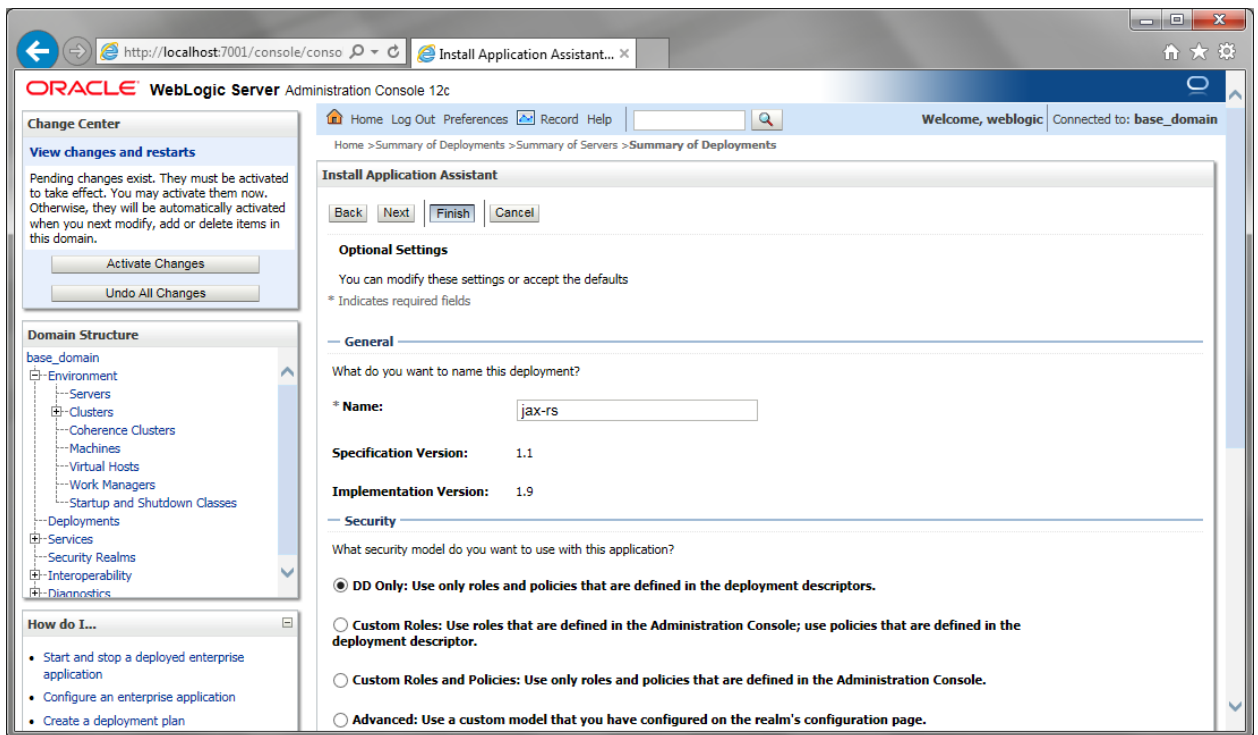 http://localhost:7001/console/conso
Install Application Assistant...
ORACLE WebLogic Server Administration Console 12c
Change Center
View changes and restarts
Pending changes exist. They must be activated
to take effect. You may activate them now.
Otherwise, they will be automatically activated
when you next modify, add or delete items in
this domain.
Activate Changes
Undo All Changes
Domain Structure
base_domain
Environment
Servers
Clusters
Coherence Clusters
Machines
Virtual Hosts
Work Managers
Startup and Shutdown Classes
Deployments
Services
Security Realms
Interoperability
Diagnostics
How do I...
Start and stop a deployed enterprise
application
Configure an enterprise application
Create a deployment plan
Home Log Out Preferences Record Help
Welcome, weblogic Connected to: base_domain
Home >Summary of Deployments >Summary of Servers >Summary of Deployments
Install Application Assistant
Back Next Finish Cancel
Optional Settings
You can modify these settings or accept the defaults
* Indicates required fields
General
What do you want to name this deployment?
* Name: jax-rs
Specification Version: 1.1
Implementation Version: 1.9
Security
What security model do you want to use with this application?
DD Only: Use only roles and policies that are defined in the deployment descriptors.
Custom Roles: Use roles that are defined in the Administration Console; use policies that are defined in the
deployment descriptor.
Custom Roles and Policies: Use only roles and policies that are defined in the Administration Console.
Advanced: Use a custom model that you have configured on the realm's configuration page.